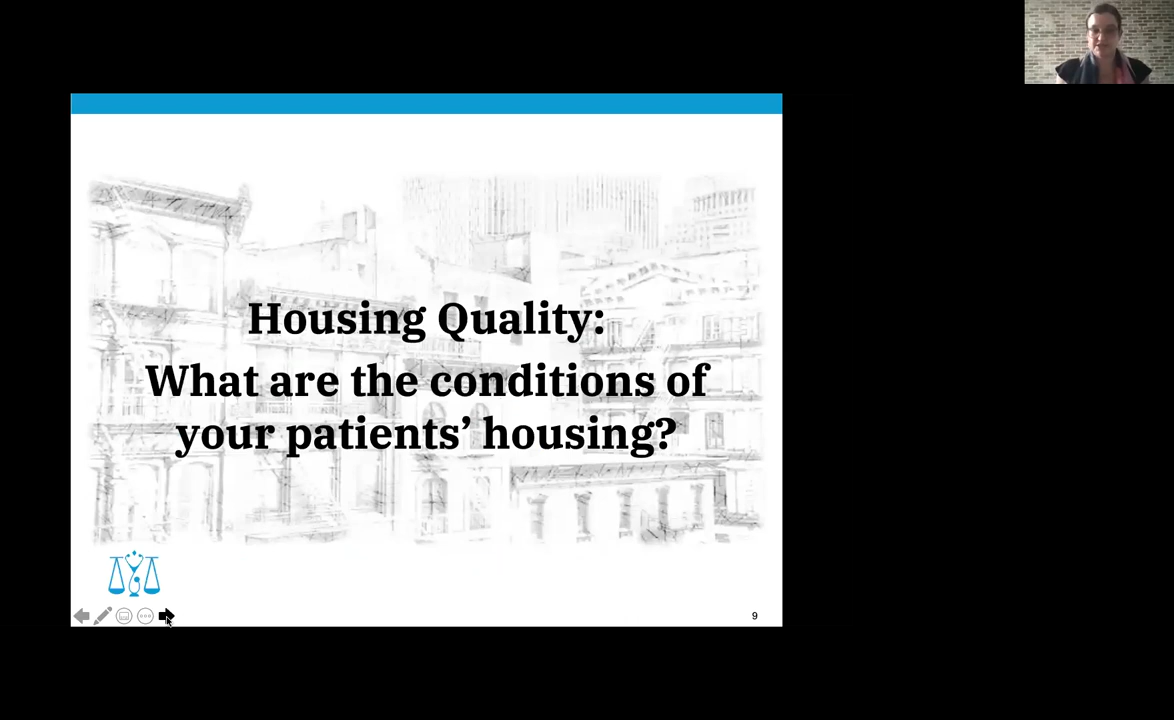 Housing Quality:
What are the conditions of
your patients’ housing?
9